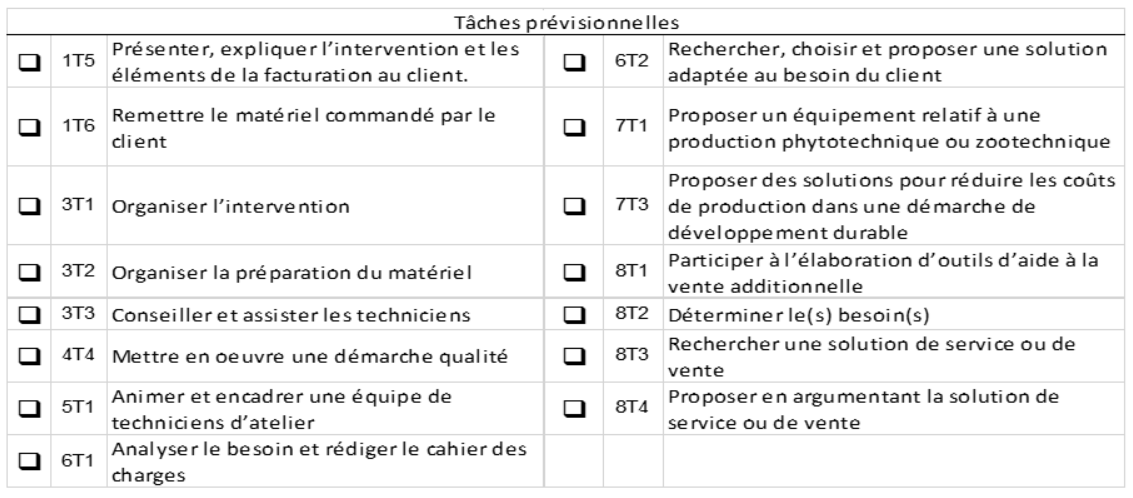 Tâches prévisionnelles
1T5 Présenter, expliquer l'intervention et les
éléments de la facturation au client.
6T2 Rechercher, choisir et proposer une solution
adaptée au besoin du client
1T6 Remettre le matériel commandé par le
client
7T1 Proposer un équipement relatif à une
production phytotechnique ou zootechnique
3T1 Organiser l'intervention
7T3 Proposer des solutions pour réduire les coûts
de production dans une démarche de
développement durable
3T2 Organiser la préparation du matériel
8T1 Participer à l'élaboration d'outils d'aide à la
vente additionnelle
3T3 Conseiller et assister les techniciens
8T2 Déterminer le(s) besoin(s)
4T4 Mettre en oeuvre une démarche qualité
8T3 Rechercher une solution de service ou de
vente
5T1 Animer et encadrer une équipe de
techniciens d'atelier
8T4 Proposer en argumentant la solution de
service ou de vente
6T1 Analyser le besoin et rédiger le cahier des
charges